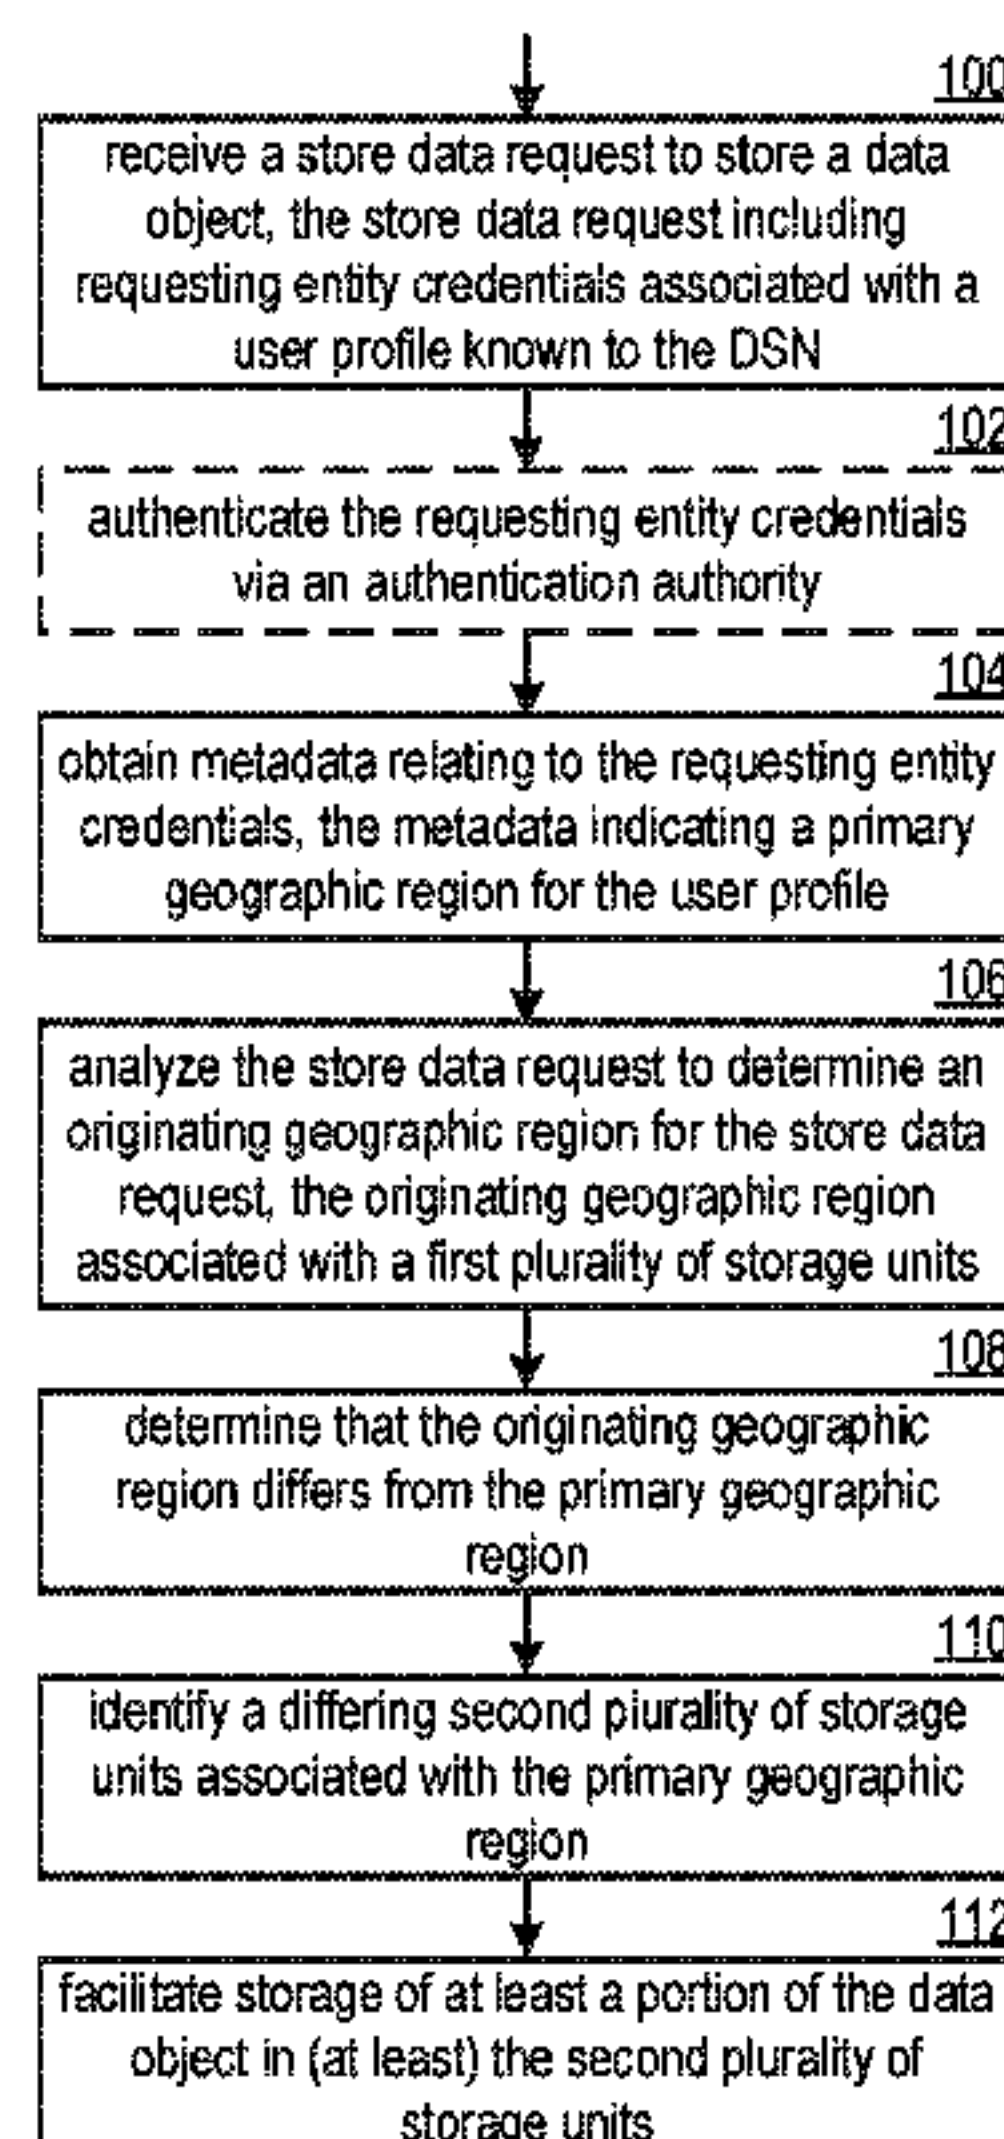 100
receive a store data request to store a data
object, the store data request including
requesting entity credentials associated with a
user profile known to the DSN
102
authenticate the requesting entity credentials
via an authentication authority
104
obtain metadata relating to the requesting entity
credentials, the metadata indicating a primary
geographic region for the user profile
106
analyze the store data request to determine an
originating geographic region for the store data
request, the originating geographic region
associated with a first plurality of storage units
108
determine that the originating geographic
region differs from the primary geographic
region
110
identify a differing second plurality of storage
units associated with the primary geographic
region
112
facilitate storage of at least a portion of the data
object in (at least) the second plurality of
storage units